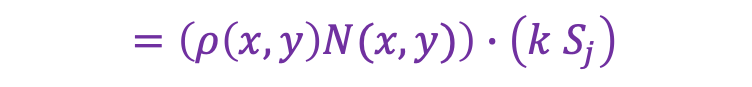 = (ρ(x, y)N(x, y)) · (k S_j)